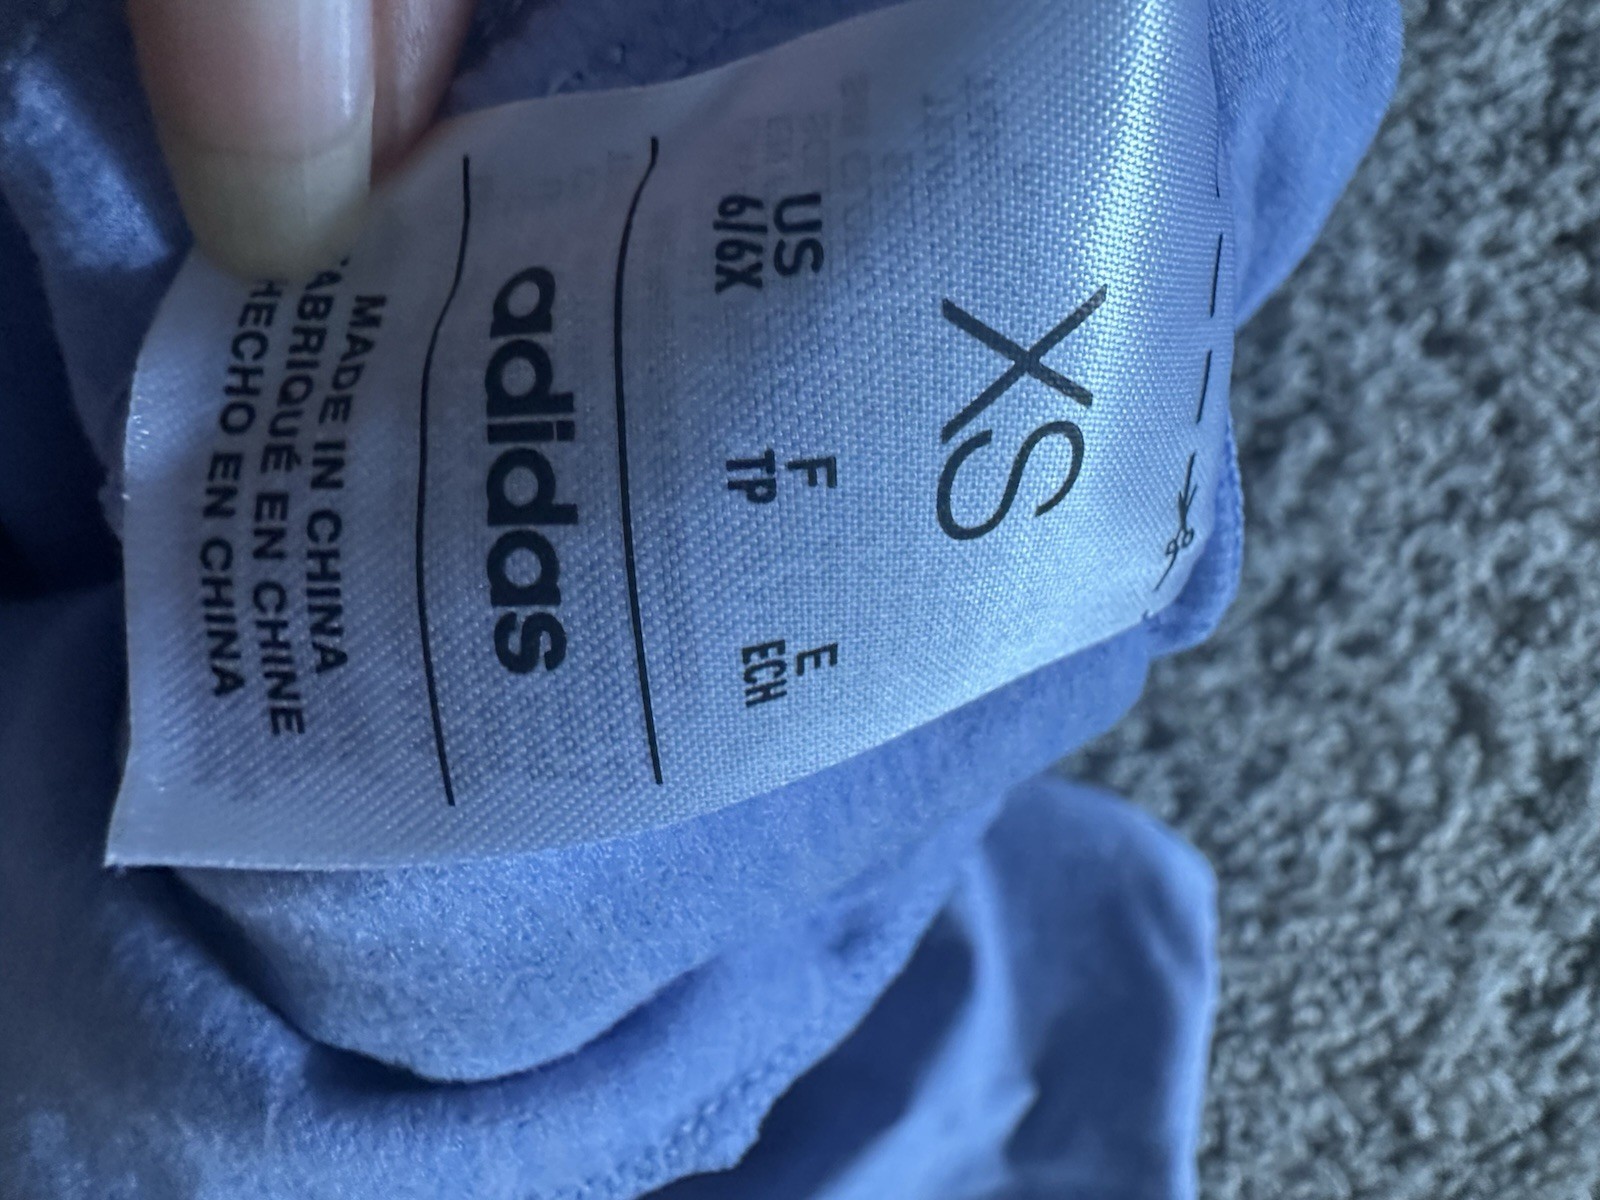 XS
US F E
6/6X TP ECH
adidas
MADE IN CHINA
FABRIQUÉ EN CHINE
HECHO EN CHINA